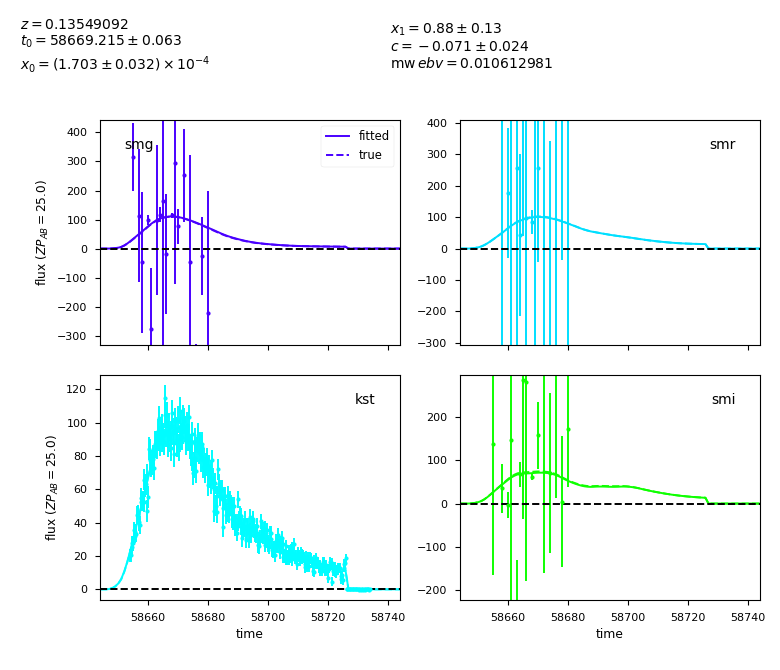 z = 0.13549092
t₀ = 58669.215 ± 0.063
x₀ = (1.703 ± 0.032) × 10⁻⁴
x₁ = 0.88 ± 0.13
c = −0.071 ± 0.024
mw ebv = 0.010612981
smg
fitted
true
400
300
200
100
0
−100
−200
−300
flux (ZP_AB = 25.0)
smr
400
300
200
100
0
−100
−200
−300
kst
120
100
80
60
40
20
0
flux (ZP_AB = 25.0)
58660 58680 58700 58720 58740
time
smi
200
100
0
−100
−200
58660 58680 58700 58720 58740
time